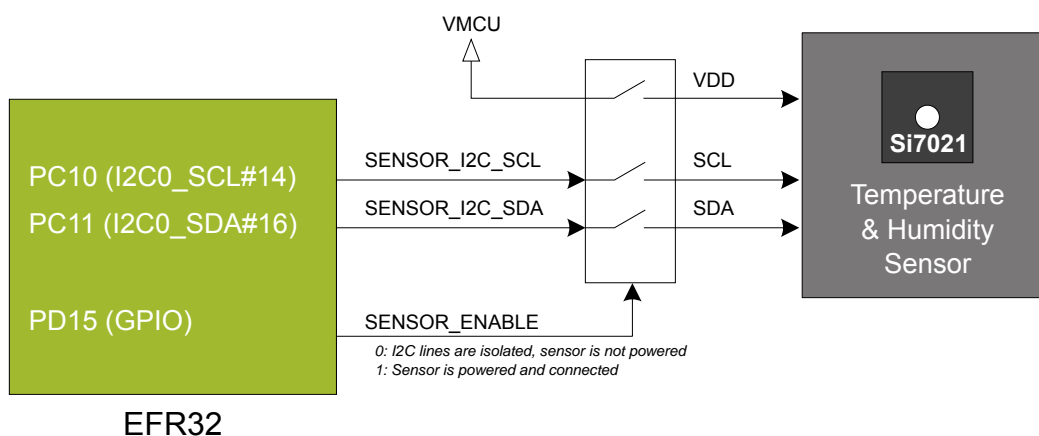 VMCU
VDD
Si7021
PC10 (I2C0_SCL#14)
SENSOR_I2C_SCL
SCL
PC11 (I2C0_SDA#16)
SENSOR_I2C_SDA
SDA
Temperature
& Humidity
Sensor
PD15 (GPIO)
SENSOR_ENABLE
0: I2C lines are isolated, sensor is not powered
1: Sensor is powered and connected
EFR32